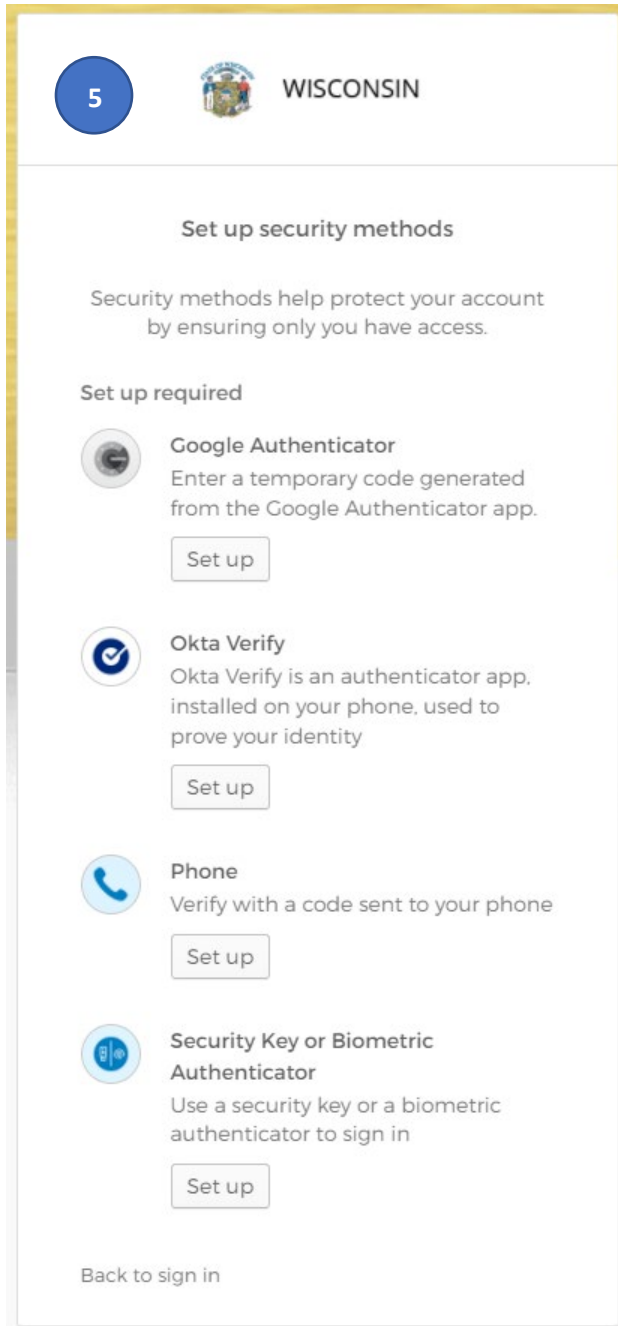 5
WISCONSIN
Set up security methods
Security methods help protect your account
by ensuring only you have access.
Set up required
Google Authenticator
Enter a temporary code generated
from the Google Authenticator app.
Set up
Okta Verify
Okta Verify is an authenticator app,
installed on your phone, used to
prove your identity
Set up
Phone
Verify with a code sent to your phone
Set up
Security Key or Biometric
Authenticator
Use a security key or a biometric
authenticator to sign in
Set up
Back to sign in